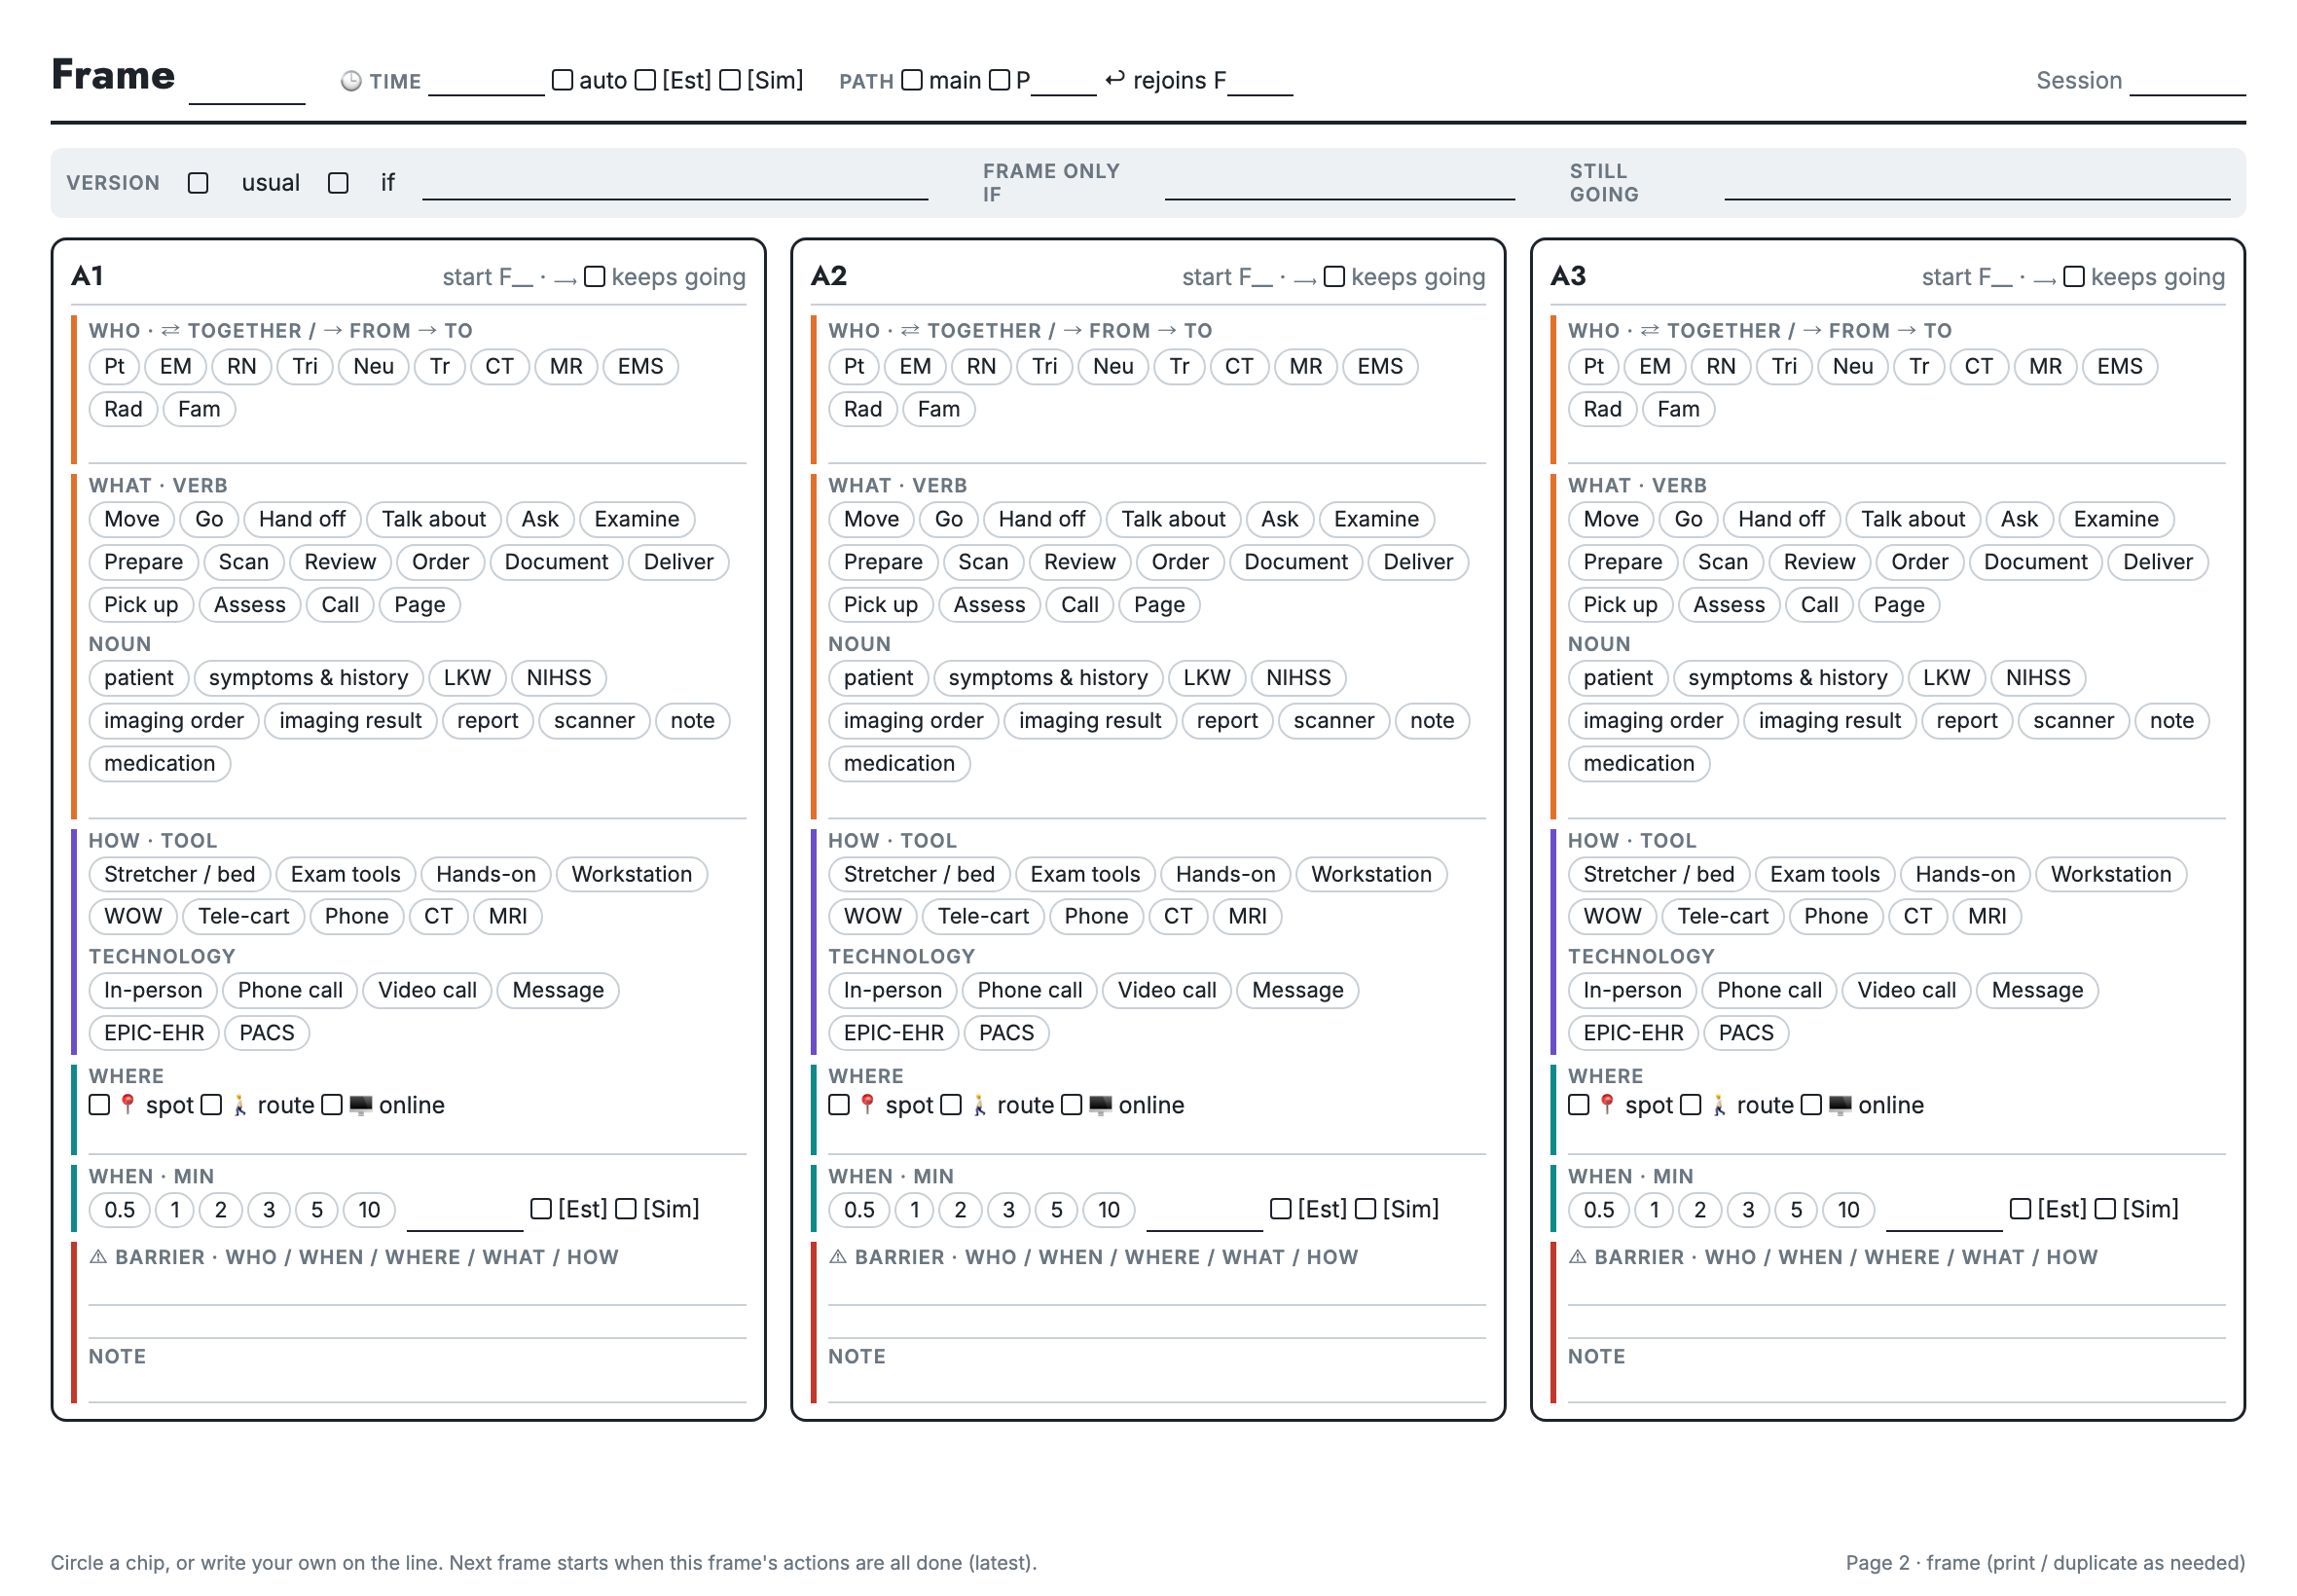 Frame ____ 🕒 TIME ____ ☐ auto ☐ [Est] ☐ [Sim] PATH ☐ main ☐ P____ ↩ rejoins F____ Session ____
VERSION ☐ usual ☐ if ____ FRAME ONLY IF ____ STILL GOING ____
A1 start F__ · → ☐ keeps going
WHO · ⇄ TOGETHER / → FROM → TO
Pt EM RN Tri Neu Tr CT MR EMS
Rad Fam
WHAT · VERB
Move Go Hand off Talk about Ask Examine
Prepare Scan Review Order Document Deliver
Pick up Assess Call Page
NOUN
patient symptoms & history LKW NIHSS
imaging order imaging result report scanner note
medication
HOW · TOOL
Stretcher / bed Exam tools Hands-on Workstation
WOW Tele-cart Phone CT MRI
TECHNOLOGY
In-person Phone call Video call Message
EPIC-EHR PACS
WHERE
☐ 📍 spot ☐ 🚶 route ☐ 🖥️ online
WHEN · MIN
0.5 1 2 3 5 10 ____ ☐ [Est] ☐ [Sim]
⚠ BARRIER · WHO / WHEN / WHERE / WHAT / HOW
NOTE
A2 start F__ · → ☐ keeps going
WHO · ⇄ TOGETHER / → FROM → TO
Pt EM RN Tri Neu Tr CT MR EMS
Rad Fam
WHAT · VERB
Move Go Hand off Talk about Ask Examine
Prepare Scan Review Order Document Deliver
Pick up Assess Call Page
NOUN
patient symptoms & history LKW NIHSS
imaging order imaging result report scanner note
medication
HOW · TOOL
Stretcher / bed Exam tools Hands-on Workstation
WOW Tele-cart Phone CT MRI
TECHNOLOGY
In-person Phone call Video call Message
EPIC-EHR PACS
WHERE
☐ 📍 spot ☐ 🚶 route ☐ 🖥️ online
WHEN · MIN
0.5 1 2 3 5 10 ____ ☐ [Est] ☐ [Sim]
⚠ BARRIER · WHO / WHEN / WHERE / WHAT / HOW
NOTE
A3 start F__ · → ☐ keeps going
WHO · ⇄ TOGETHER / → FROM → TO
Pt EM RN Tri Neu Tr CT MR EMS
Rad Fam
WHAT · VERB
Move Go Hand off Talk about Ask Examine
Prepare Scan Review Order Document Deliver
Pick up Assess Call Page
NOUN
patient symptoms & history LKW NIHSS
imaging order imaging result report scanner note
medication
HOW · TOOL
Stretcher / bed Exam tools Hands-on Workstation
WOW Tele-cart Phone CT MRI
TECHNOLOGY
In-person Phone call Video call Message
EPIC-EHR PACS
WHERE
☐ 📍 spot ☐ 🚶 route ☐ 🖥️ online
WHEN · MIN
0.5 1 2 3 5 10 ____ ☐ [Est] ☐ [Sim]
⚠ BARRIER · WHO / WHEN / WHERE / WHAT / HOW
NOTE
Circle a chip, or write your own on the line. Next frame starts when this frame's actions are all done (latest).
Page 2 · frame (print / duplicate as needed)